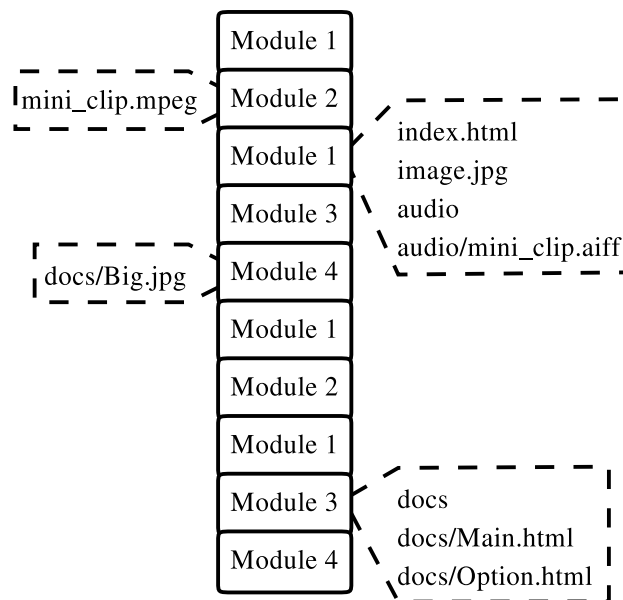 Module 1
mini_clip.mpeg
Module 2
Module 1
index.html
image.jpg
audio
audio/mini_clip.aiff
Module 3
docs/Big.jpg
Module 4
Module 1
Module 2
Module 1
Module 3
docs
docs/Main.html
docs/Option.html
Module 4